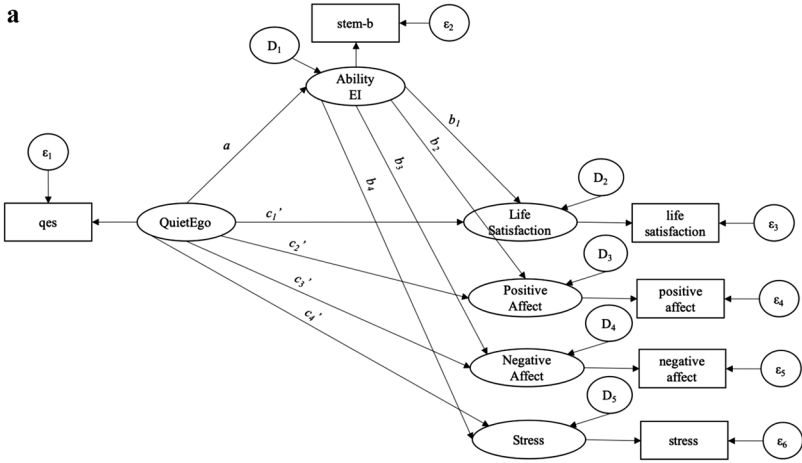 a
stem-b
ε2
D1
Ability
EI
b1
b2
b3
b4
a
ε1
qes
QuietEgo
c1’
c2’
c3’
c4’
D2
Life
Satisfaction
life
satisfaction
ε3
D3
Positive
Affect
positive
affect
ε4
D4
Negative
Affect
negative
affect
ε5
D5
Stress
stress
ε6